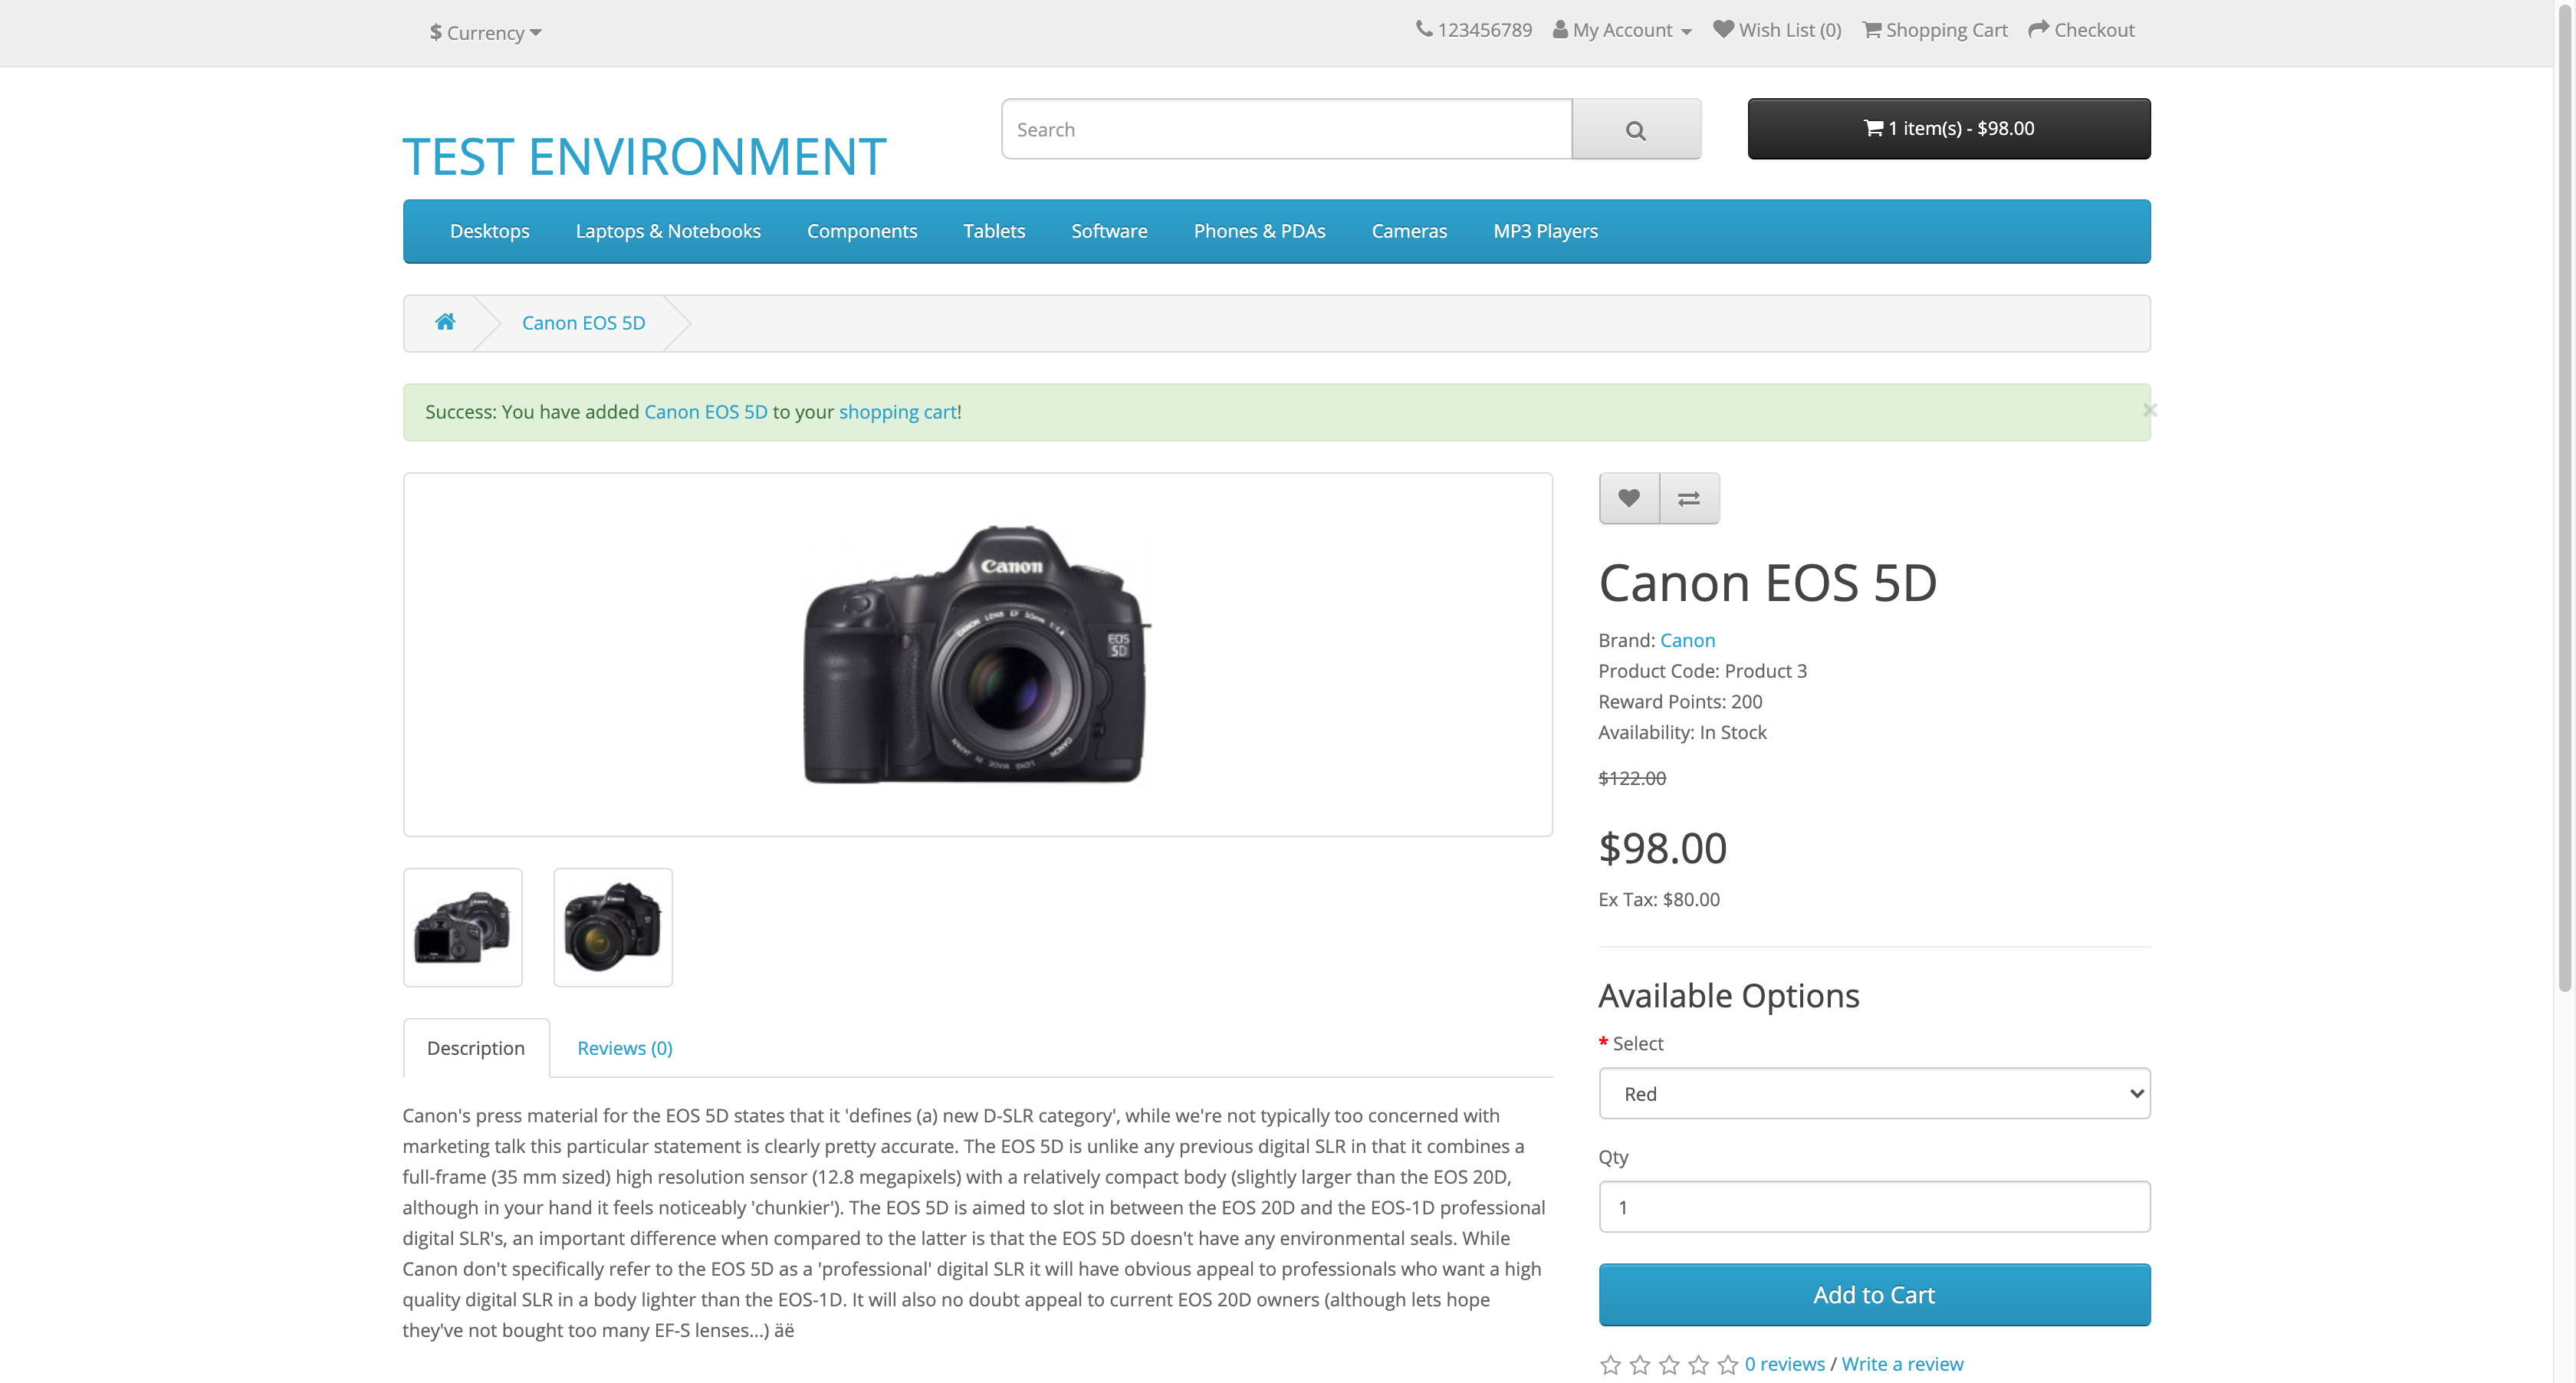 $ Currency
123456789 My Account Wish List (0) Shopping Cart Checkout
TEST ENVIRONMENT
Search
1 item(s) - $98.00
Desktops Laptops & Notebooks Components Tablets Software Phones & PDAs Cameras MP3 Players
Canon EOS 5D
Success: You have added Canon EOS 5D to your shopping cart!
×
Canon
CANON LENS EF 50mm 1:1.4
EOS
5D
CANON LENS MADE IN JAPAN
Canon EOS 5D
Brand: Canon
Product Code: Product 3
Reward Points: 200
Availability: In Stock
$122.00
$98.00
Ex Tax: $80.00
Available Options
* Select
Red
Qty
1
Add to Cart
0 reviews / Write a review
Description Reviews (0)
Canon's press material for the EOS 5D states that it 'defines (a) new D-SLR category', while we're not typically too concerned with
marketing talk this particular statement is clearly pretty accurate. The EOS 5D is unlike any previous digital SLR in that it combines a
full-frame (35 mm sized) high resolution sensor (12.8 megapixels) with a relatively compact body (slightly larger than the EOS 20D,
although in your hand it feels noticeably 'chunkier'). The EOS 5D is aimed to slot in between the EOS 20D and the EOS-1D professional
digital SLR's, an important difference when compared to the latter is that the EOS 5D doesn't have any environmental seals. While
Canon don't specifically refer to the EOS 5D as a 'professional' digital SLR it will have obvious appeal to professionals who want a high
quality digital SLR in a body lighter than the EOS-1D. It will also no doubt appeal to current EOS 20D owners (although lets hope
they've not bought too many EF-S lenses...) äë